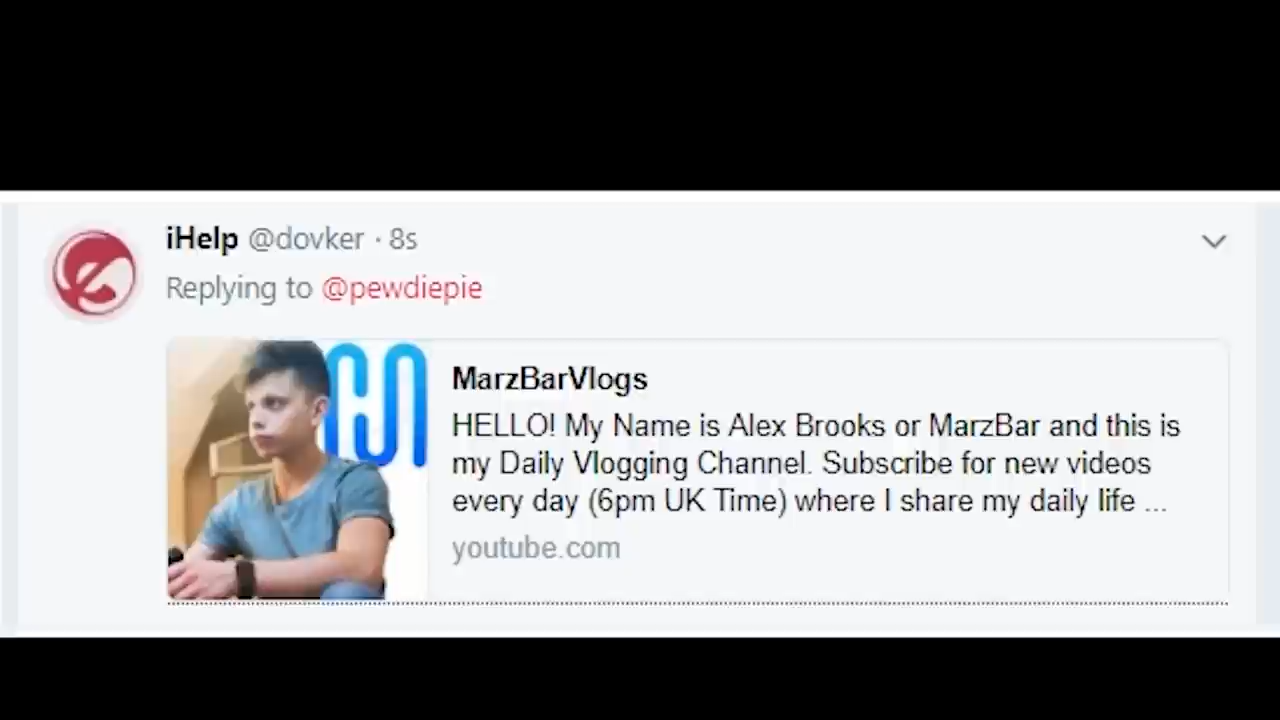 iHelp @dovker · 8s
Replying to @pewdiepie
MarzBarVlogs
HELLO! My Name is Alex Brooks or MarzBar and this is
my Daily Vlogging Channel. Subscribe for new videos
every day (6pm UK Time) where I share my daily life ...
youtube.com